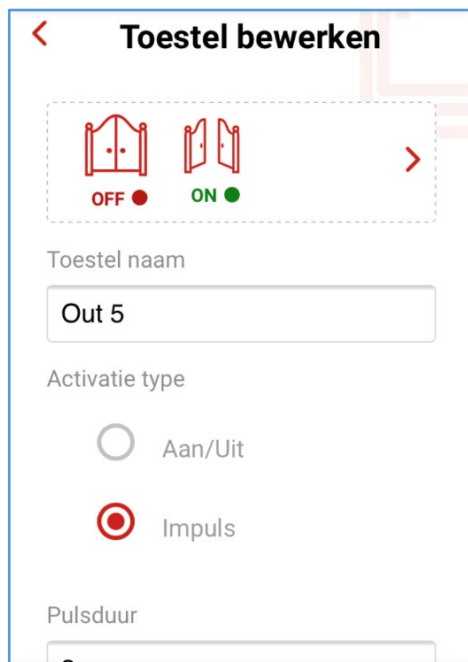 Toestel bewerken
OFF ON
Toestel naam
Out 5
Activatie type
Aan/Uit
Impuls
Pulsduur